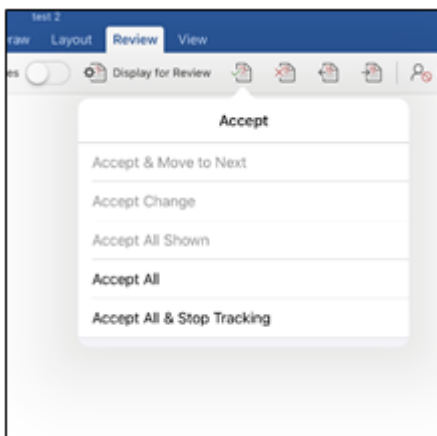 test 2
raw Layout Review View
es Display for Review
Accept
Accept & Move to Next
Accept Change
Accept All Shown
Accept All
Accept All & Stop Tracking